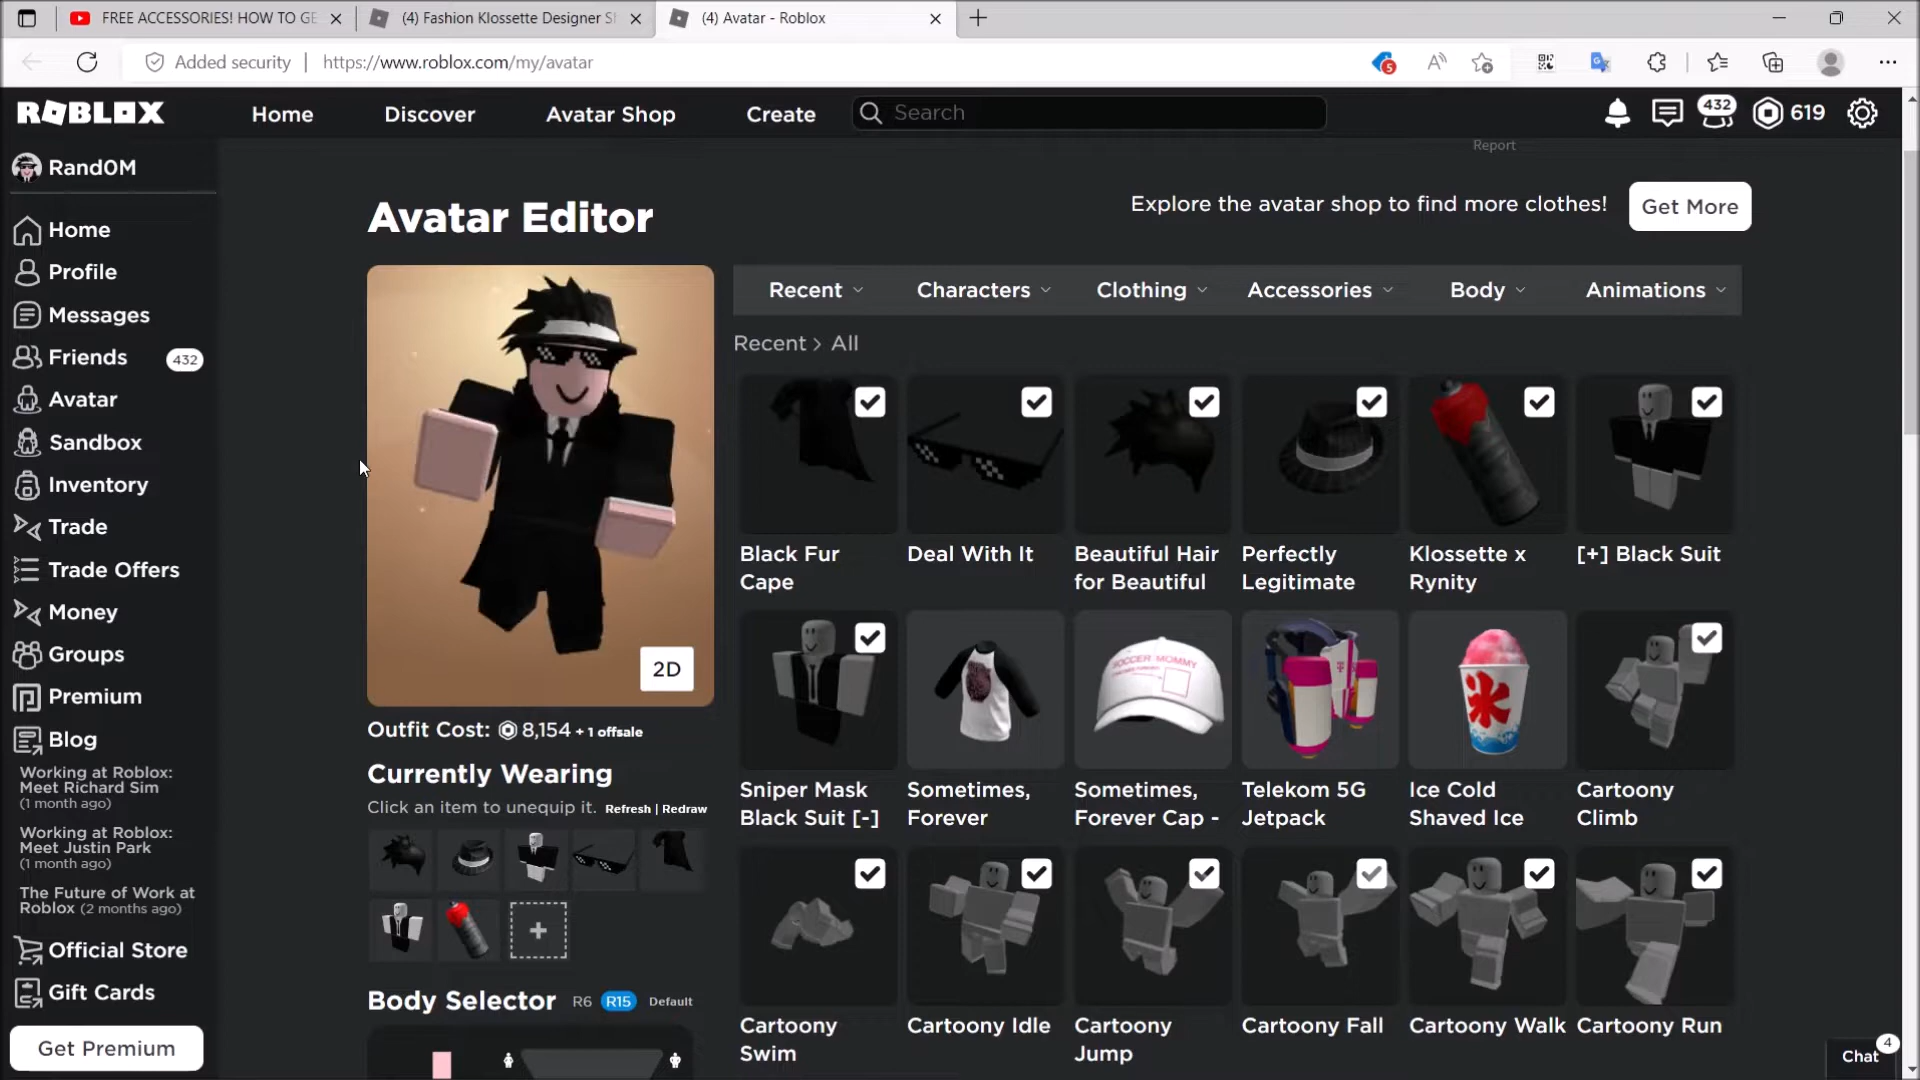 FREE ACCESSORIES! HOW TO GE
(4) Fashion Klossette Designer S
(4) Avatar - Roblox
Added security
https://www.roblox.com/my/avatar
5
ROBLOX
Home
Discover
Avatar Shop
Create
Search
432
619
Report
Rand0M
Home
Profile
Messages
Friends
432
Avatar
Sandbox
Inventory
Trade
Trade Offers
Money
Groups
Premium
Blog
Working at Roblox:
Meet Richard Sim
(1 month ago)
Working at Roblox:
Meet Justin Park
(1 month ago)
The Future of Work at
Roblox (2 months ago)
Official Store
Gift Cards
Get Premium
Avatar Editor
Explore the avatar shop to find more clothes!
Get More
2D
Outfit Cost: 8,154 + 1 offsale
Currently Wearing
Click an item to unequip it. Refresh | Redraw
+
Body Selector R6 R15 Default
Recent
Characters
Clothing
Accessories
Body
Animations
Recent > All
Black Fur
Cape
Deal With It
Beautiful Hair
for Beautiful
Perfectly
Legitimate
Klossette x
Rynity
[+] Black Suit
SOCCER MOMMY
氷
Sniper Mask
Black Suit [-]
Sometimes,
Forever
Sometimes,
Forever Cap -
Telekom 5G
Jetpack
Ice Cold
Shaved Ice
Cartoony
Climb
Cartoony
Swim
Cartoony Idle
Cartoony
Jump
Cartoony Fall
Cartoony Walk
Cartoony Run
Chat
4